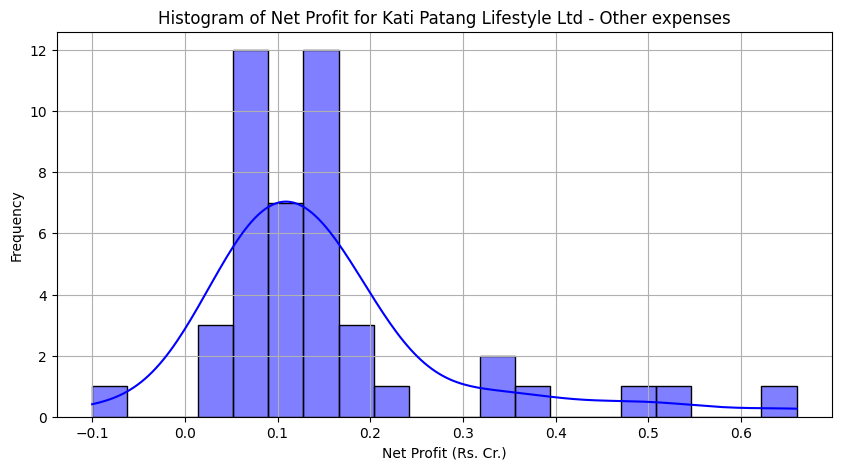 Histogram of Net Profit for Kati Patang Lifestyle Ltd - Other expenses
12
10
8
6
4
2
0
Frequency
−0.1 0.0 0.1 0.2 0.3 0.4 0.5 0.6
Net Profit (Rs. Cr.)